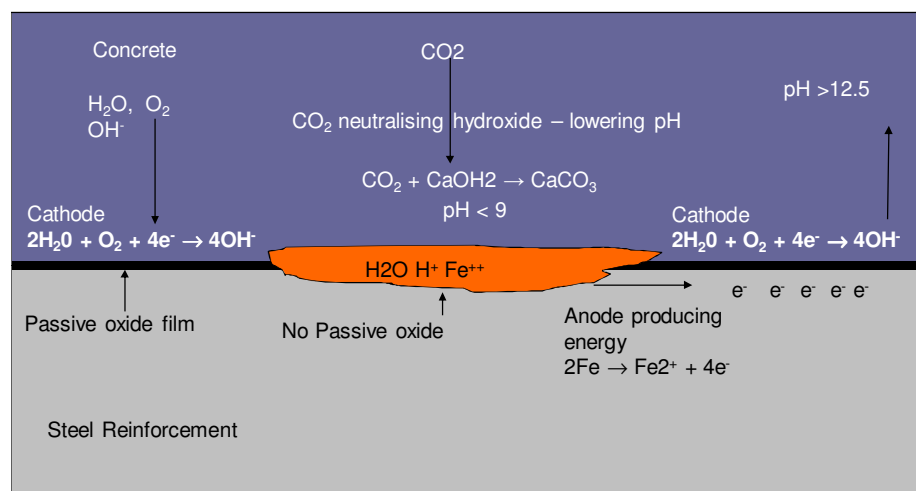 Concrete
CO2
pH >12.5
H₂O, O₂
OH⁻
CO₂ neutralising hydroxide – lowering pH
CO₂ + CaOH2 → CaCO₃
pH < 9
Cathode
2H₂0 + O₂ + 4e⁻ → 4OH⁻
Cathode
2H₂0 + O₂ + 4e⁻ → 4OH⁻
H2O H⁺ Fe⁺⁺
e⁻ e⁻ e⁻ e⁻ e⁻
Passive oxide film
No Passive oxide
Anode producing
energy
2Fe → Fe2⁺ + 4e⁻
Steel Reinforcement